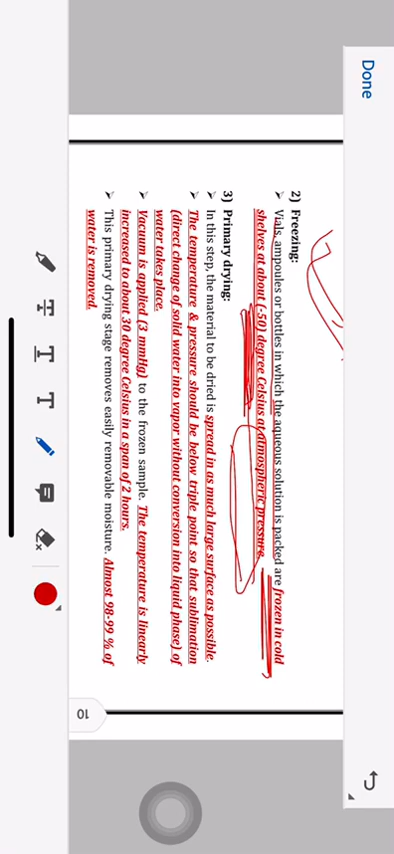 Done
2) Freezing:
➢ Vials, ampoules or bottles in which the aqueous solution is packed are frozen in cold
shelves at about (-50) degree Celsius at atmospheric pressure.
3) Primary drying:
➢ In this step, the material to be dried is spread in as much large surface as possible.
➢ The temperature & pressure should be below triple point so that sublimation
(direct change of solid water into vapor without conversion into liquid phase) of
water takes place.
➢ Vacuum is applied (3 mmHg) to the frozen sample. The temperature is linearly
increased to about 30 degree Celsius in a span of 2 hours.
➢ This primary drying stage removes easily removable moisture. Almost 98-99 % of
water is removed.
10